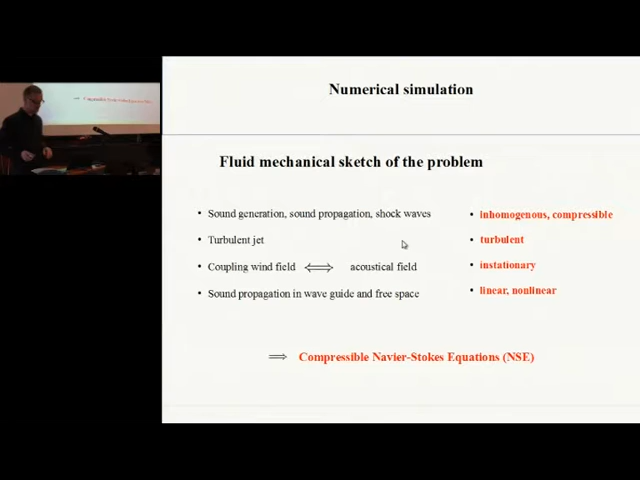 Numerical simulation
Fluid mechanical sketch of the problem
• Sound generation, sound propagation, shock waves
• Turbulent jet
• Coupling wind field ⟺ acoustical field
• Sound propagation in wave guide and free space
• inhomogenous, compressible
• turbulent
• instationary
• linear, nonlinear
⟹ Compressible Navier-Stokes Equations (NSE)